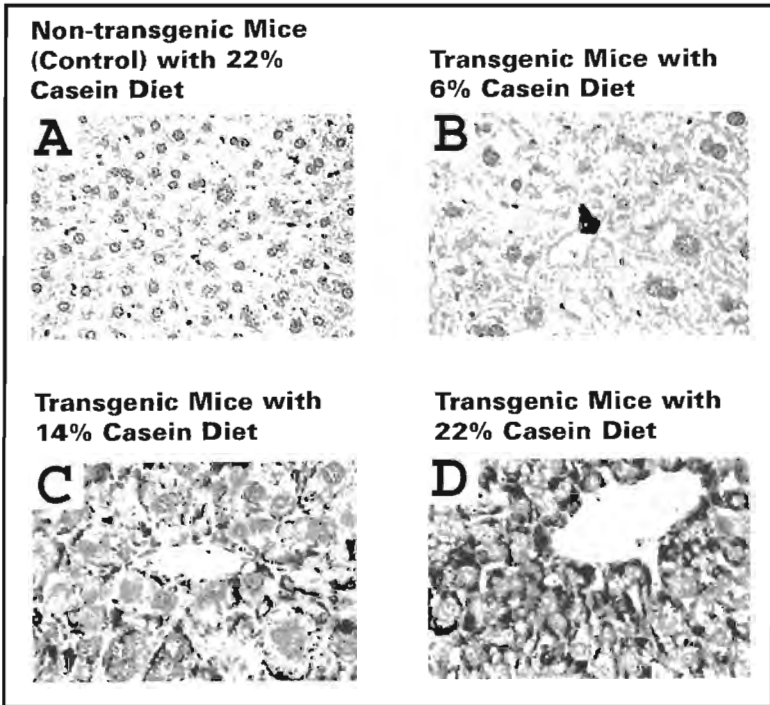 Non-transgenic Mice
(Control) with 22%
Casein Diet
A
Transgenic Mice with
6% Casein Diet
B
Transgenic Mice with
14% Casein Diet
C
Transgenic Mice with
22% Casein Diet
D